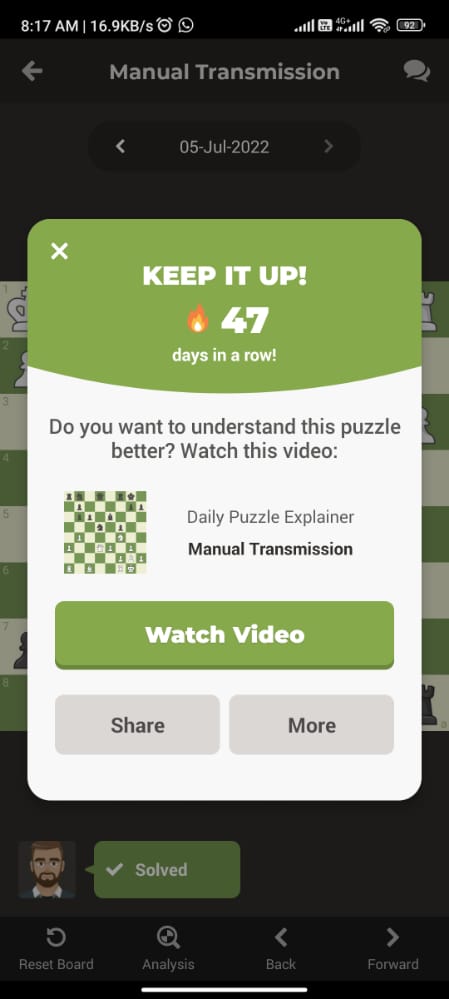 8:17 AM | 16.9KB/s
4G+
92
Manual Transmission
05-Jul-2022
KEEP IT UP!
47
days in a row!
Do you want to understand this puzzle
better? Watch this video:
Daily Puzzle Explainer
Manual Transmission
Watch Video
Share
More
1
2
3
4
5
6
7
8
a
Solved
Reset Board
Analysis
Back
Forward